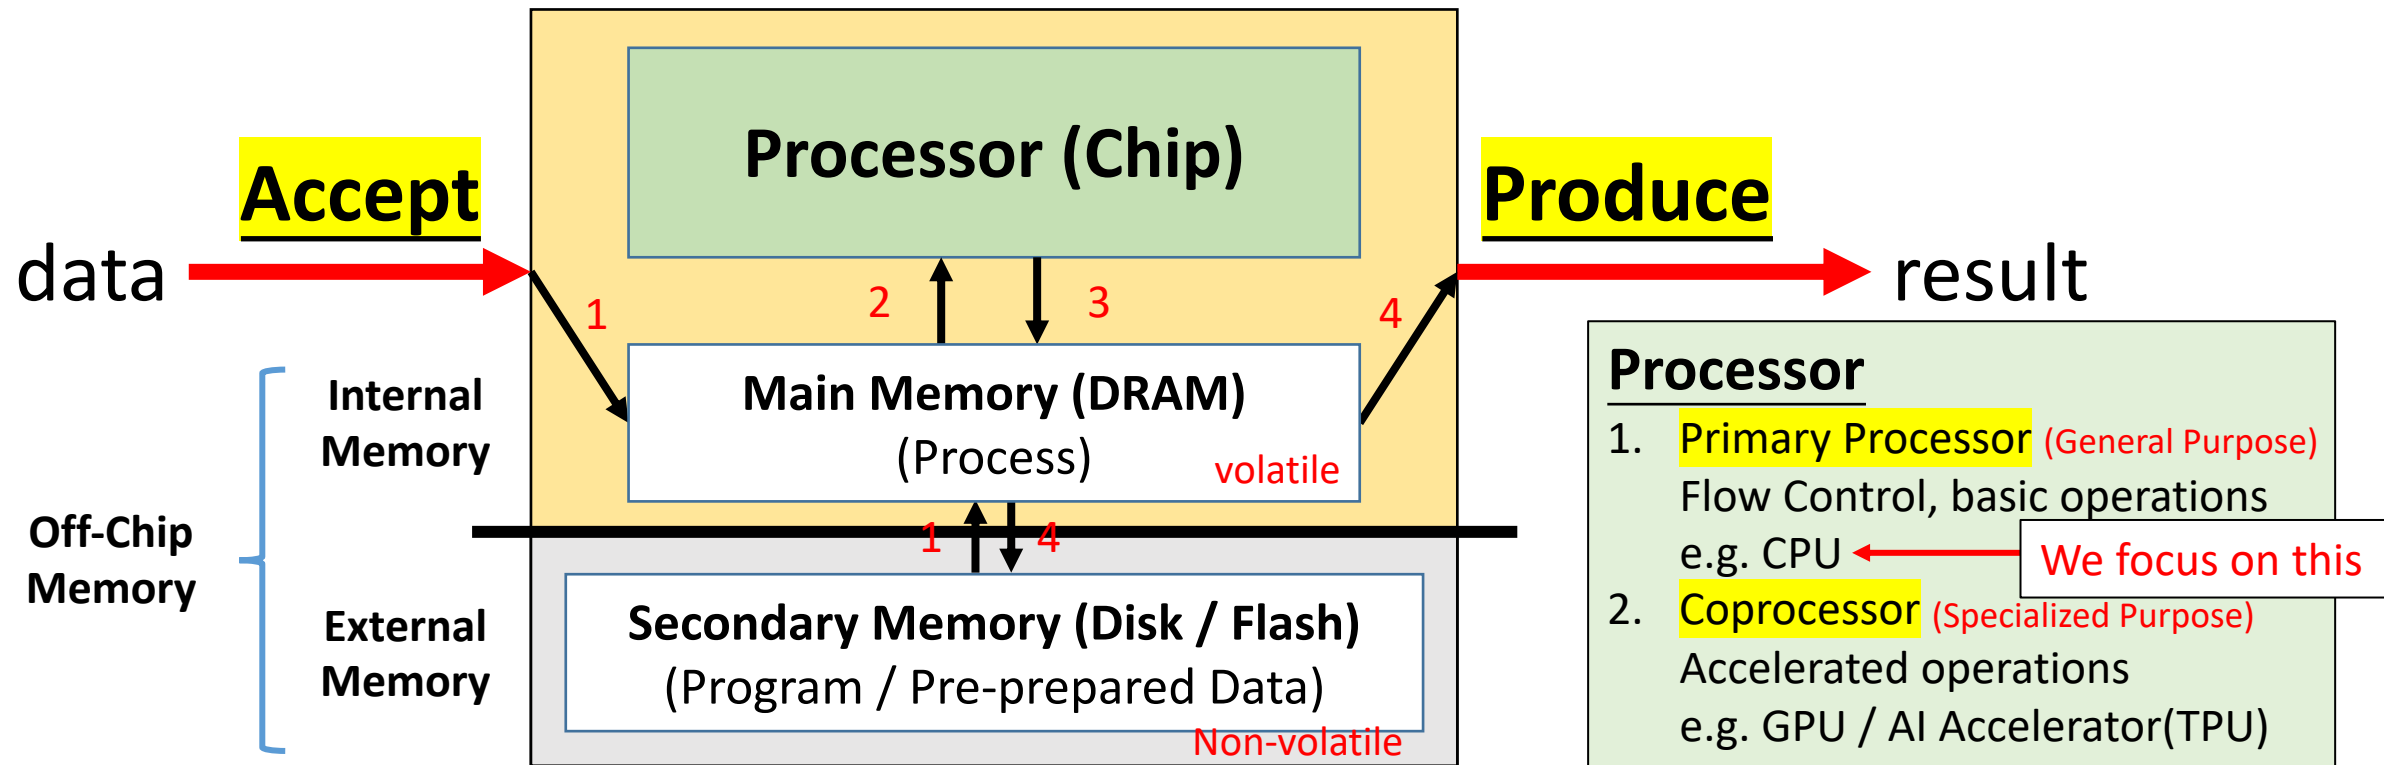 Processor (Chip)
Accept
Produce
data
result
1
2
3
4
Internal
Memory
Main Memory (DRAM)
(Process)
volatile
Off-Chip
Memory
1
4
External
Memory
Secondary Memory (Disk / Flash)
(Program / Pre-prepared Data)
Non-volatile
Processor
1. Primary Processor (General Purpose)
Flow Control, basic operations
e.g. CPU
We focus on this
2. Coprocessor (Specialized Purpose)
Accelerated operations
e.g. GPU / AI Accelerator(TPU)